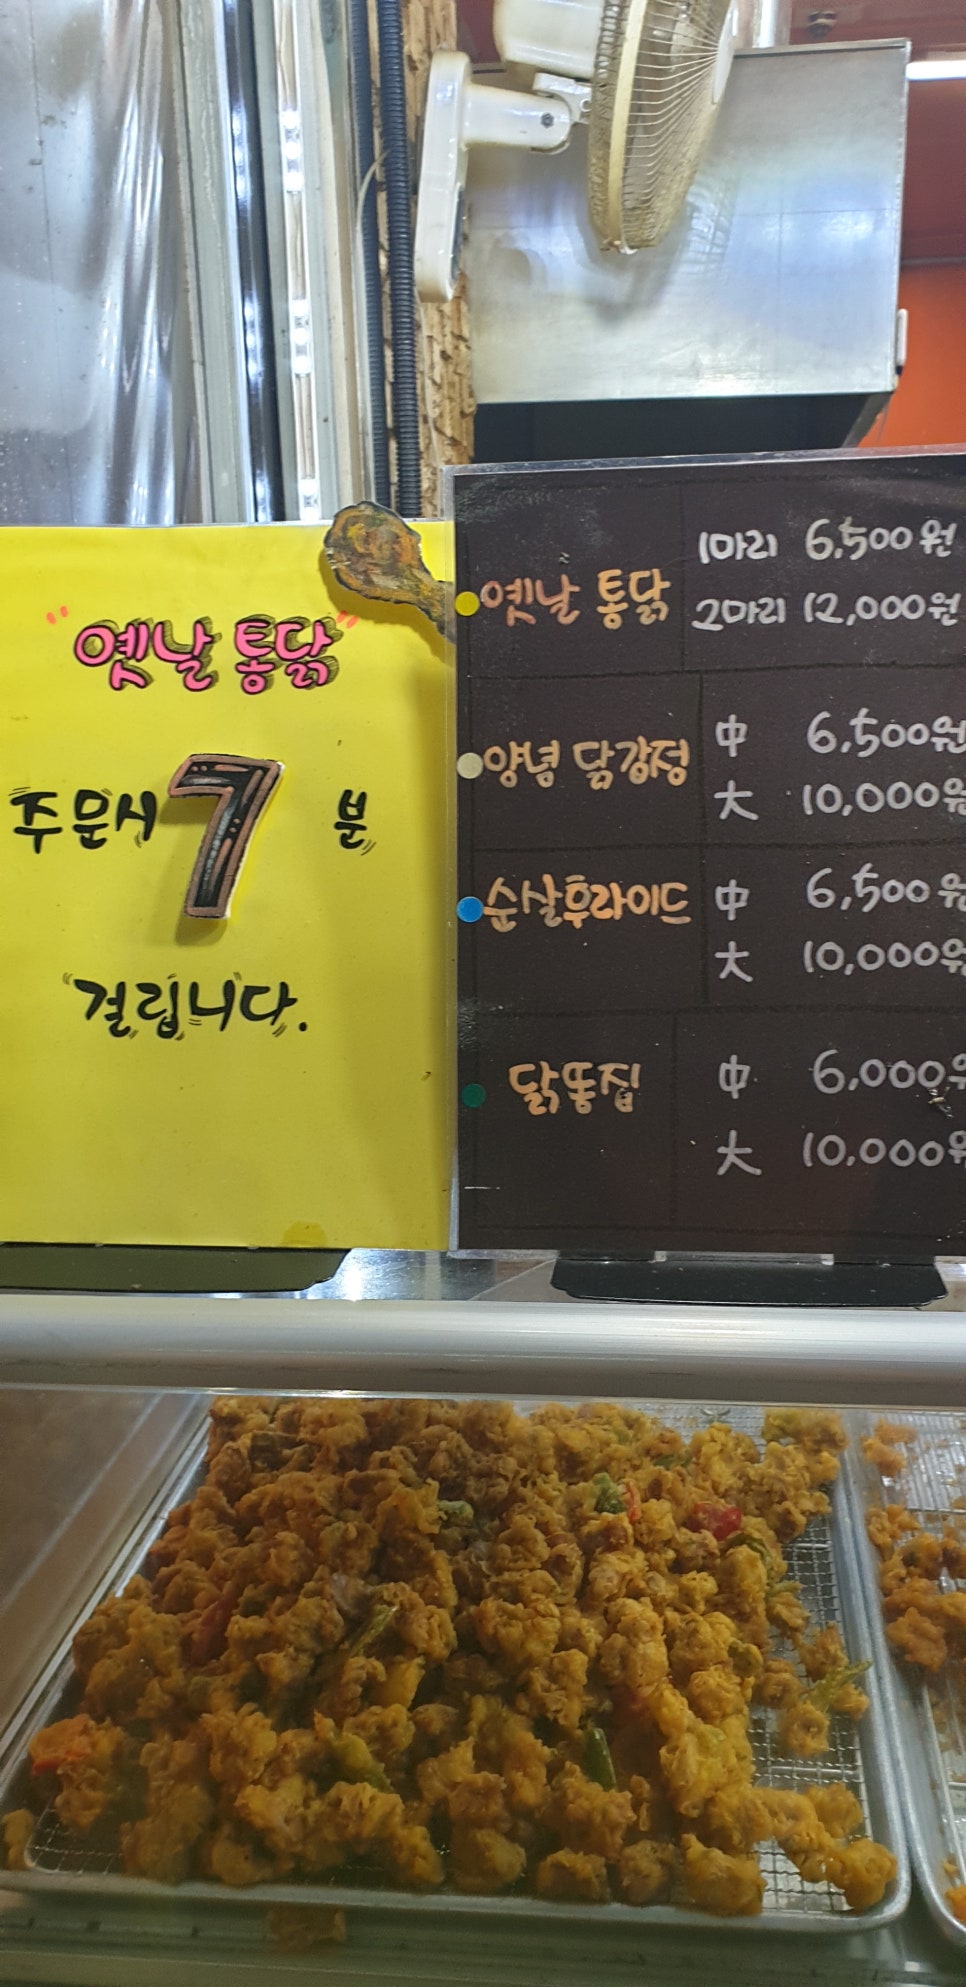 "옛날 통닭"
주문시 7 분
걸립니다.
옛날 통닭 1마리 6,500원
2마리 12,000원
양념 닭강정 中 6,500원
大 10,000원
순살후라이드 中 6,500원
大 10,000원
닭똥집 中 6,000원
大 10,000원